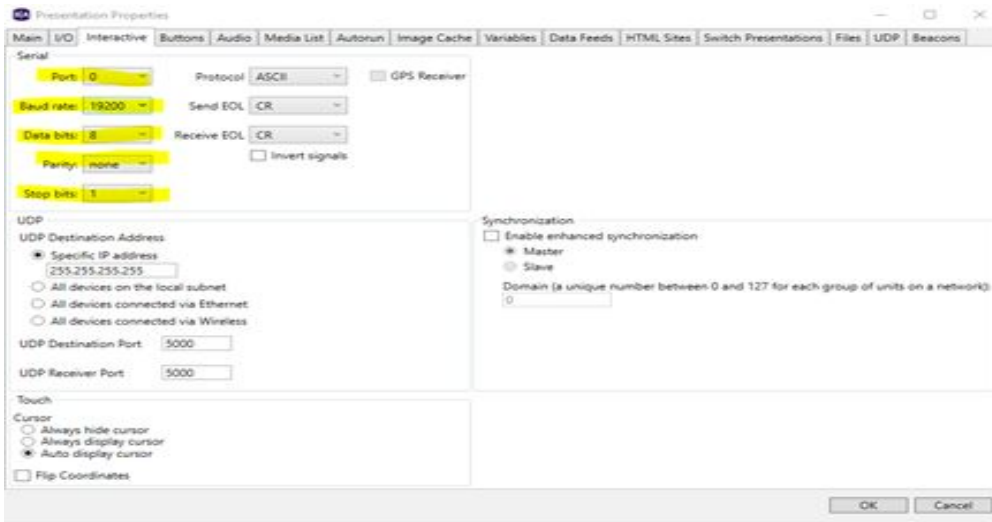 Presentation Properties
Main I/O Interactive Buttons Audio Media List Autorun Image Cache Variables Data Feeds HTML Sites Switch Presentations Files UDP Beacons
Serial
Port: 0 Protocol ASCII GPS Receiver
Baud rate: 19200 Send EOL CR
Data bits: 8 Receive EOL CR
Invert signals
Parity: none
Stop bits: 1
UDP
UDP Destination Address
Specific IP address
255.255.255.255
All devices on the local subnet
All devices connected via Ethernet
All devices connected via Wireless
UDP Destination Port 5000
UDP Receiver Port 5000
Synchronization
Enable enhanced synchronization
Master
Slave
Domain (a unique number between 0 and 127 for each group of units on a network):
0
Touch
Cursor
Always hide cursor
Always display cursor
Auto display cursor
Flip Coordinates
OK Cancel